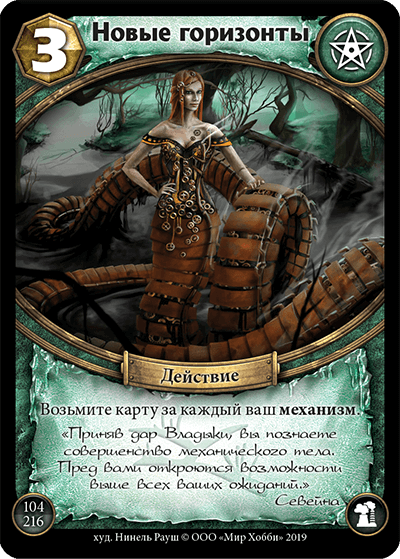 3
Новые горизонты
Действие
Возьмите карту за каждый ваш механизм.
«Приняв дар Владыки, вы познаете
совершенство механического тела.
Пред вами откроются возможности
выше всех ваших ожиданий.»
Севейна
104
216
худ. Нинель Рауш © ООО «Мир Хобби» 2019